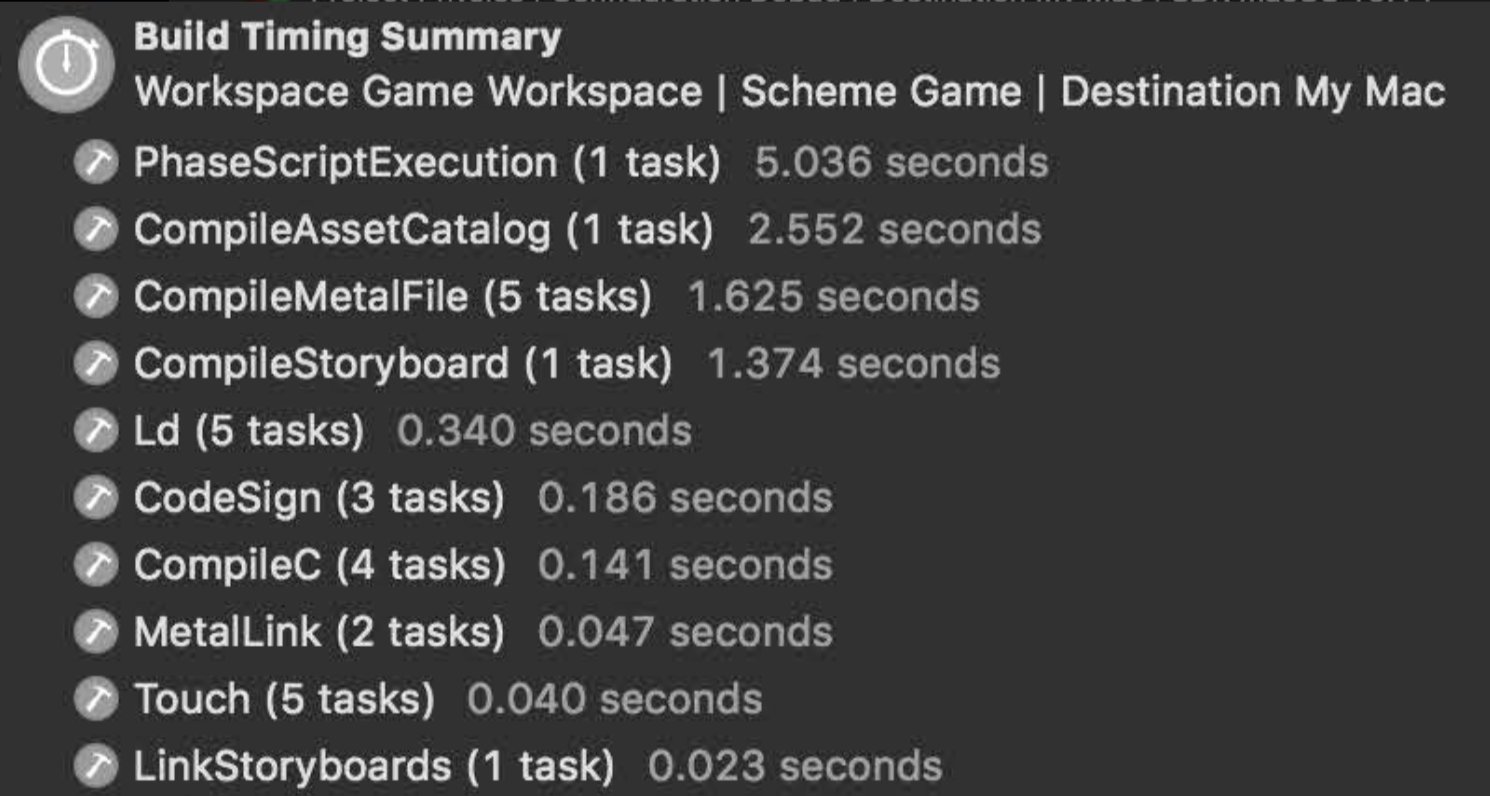 Build Timing Summary
Workspace Game Workspace | Scheme Game | Destination My Mac
PhaseScriptExecution (1 task) 5.036 seconds
CompileAssetCatalog (1 task) 2.552 seconds
CompileMetalFile (5 tasks) 1.625 seconds
CompileStoryboard (1 task) 1.374 seconds
Ld (5 tasks) 0.340 seconds
CodeSign (3 tasks) 0.186 seconds
CompileC (4 tasks) 0.141 seconds
MetalLink (2 tasks) 0.047 seconds
Touch (5 tasks) 0.040 seconds
LinkStoryboards (1 task) 0.023 seconds